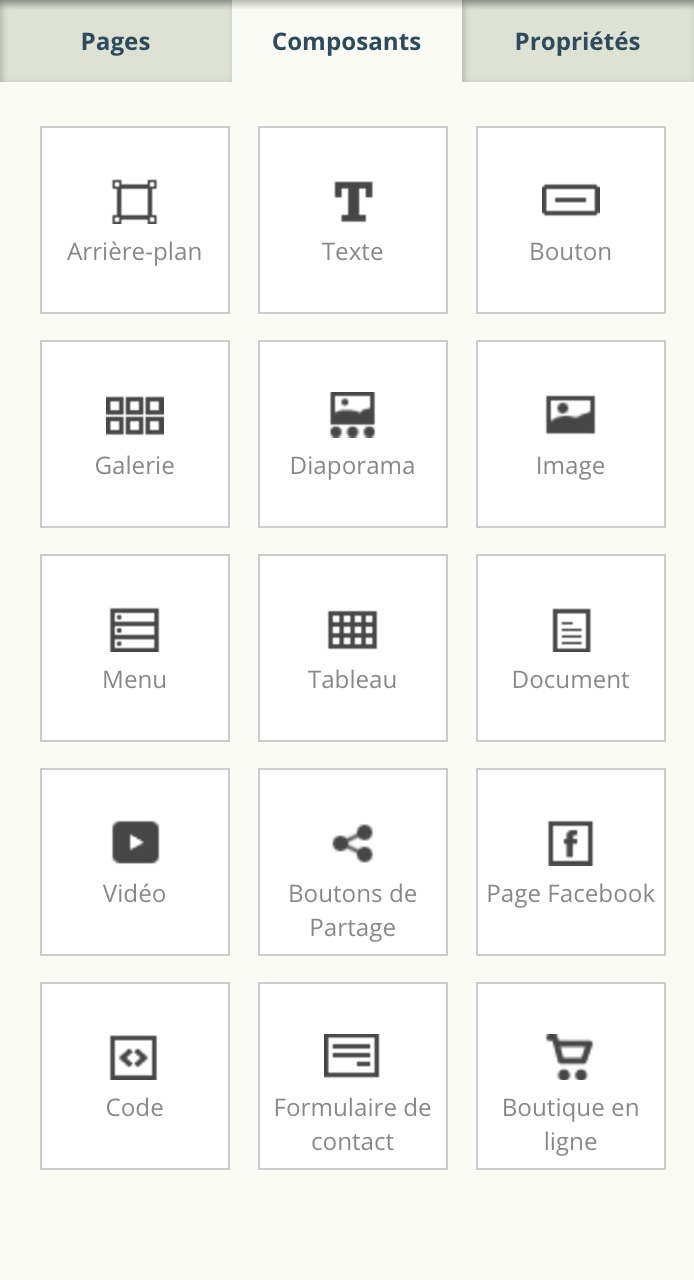 Pages Composants Propriétés
Arrière-plan Texte Bouton
Galerie Diaporama Image
Menu Tableau Document
Vidéo Boutons de Partage Page Facebook
Code Formulaire de contact Boutique en ligne